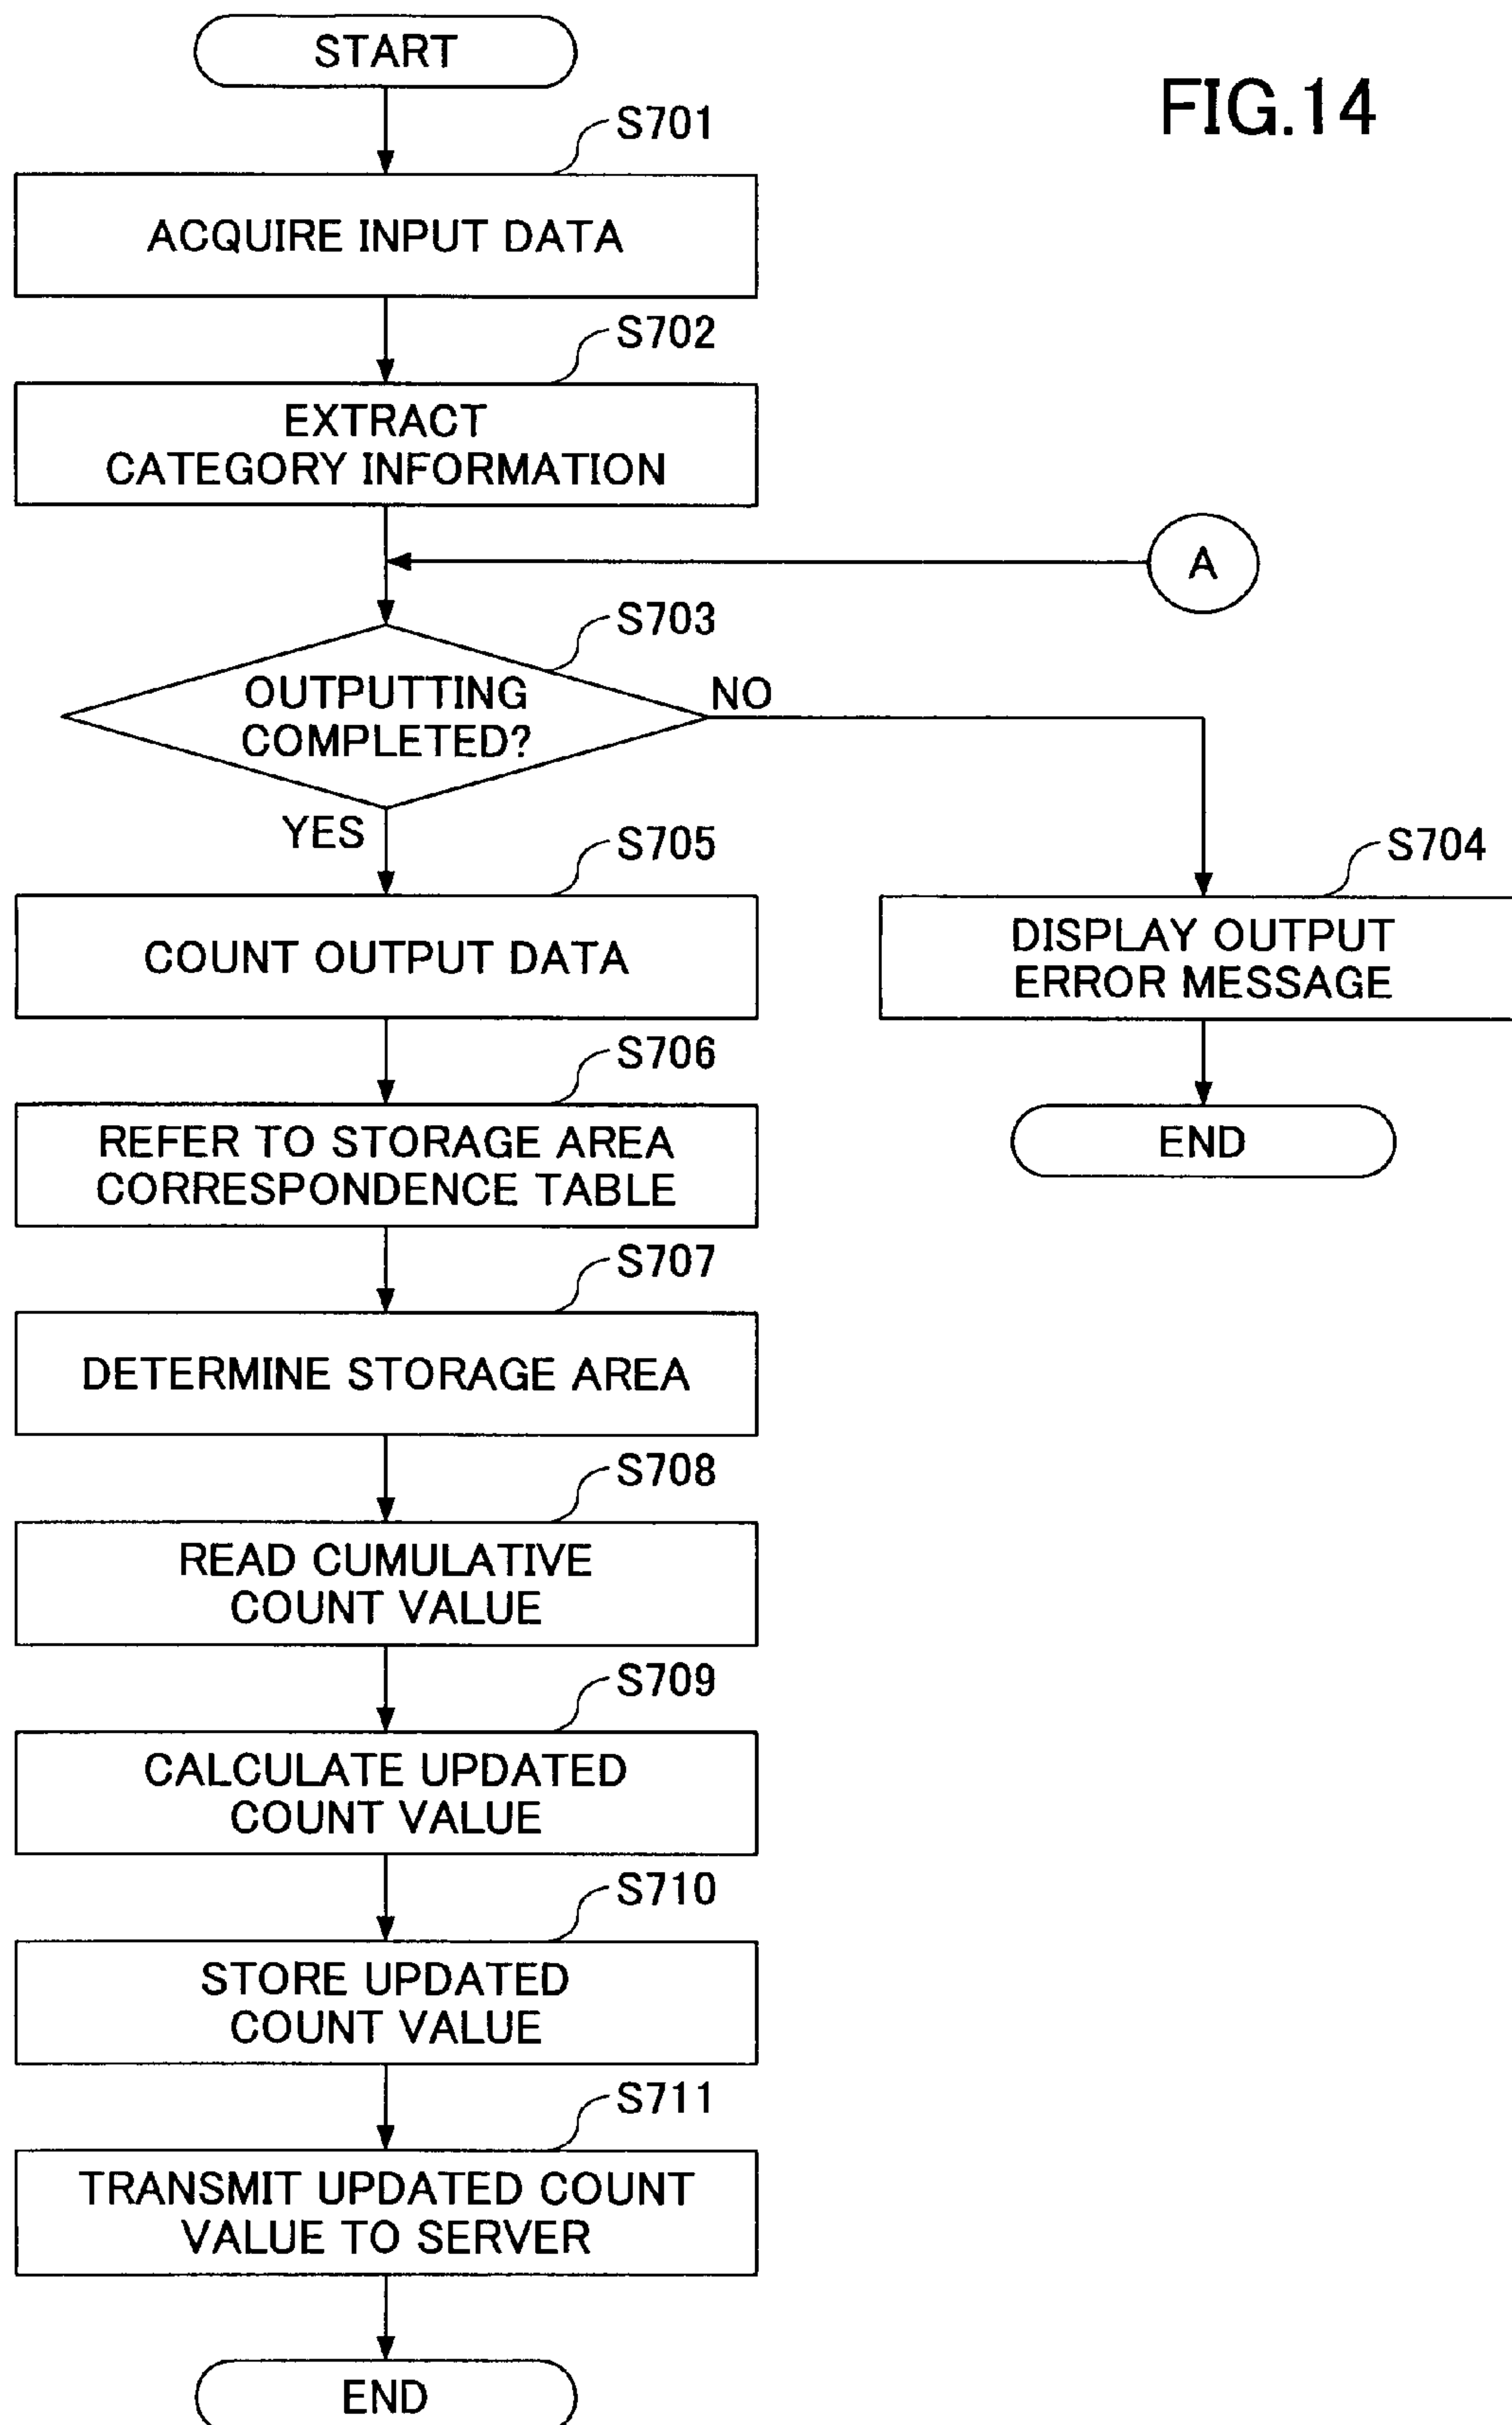 START
FIG.14
S701
ACQUIRE INPUT DATA
S702
EXTRACT
CATEGORY INFORMATION
A
S703
OUTPUTTING
COMPLETED?
NO
YES
S705
COUNT OUTPUT DATA
S704
DISPLAY OUTPUT
ERROR MESSAGE
END
S706
REFER TO STORAGE AREA
CORRESPONDENCE TABLE
S707
DETERMINE STORAGE AREA
S708
READ CUMULATIVE
COUNT VALUE
S709
CALCULATE UPDATED
COUNT VALUE
S710
STORE UPDATED
COUNT VALUE
S711
TRANSMIT UPDATED COUNT
VALUE TO SERVER
END